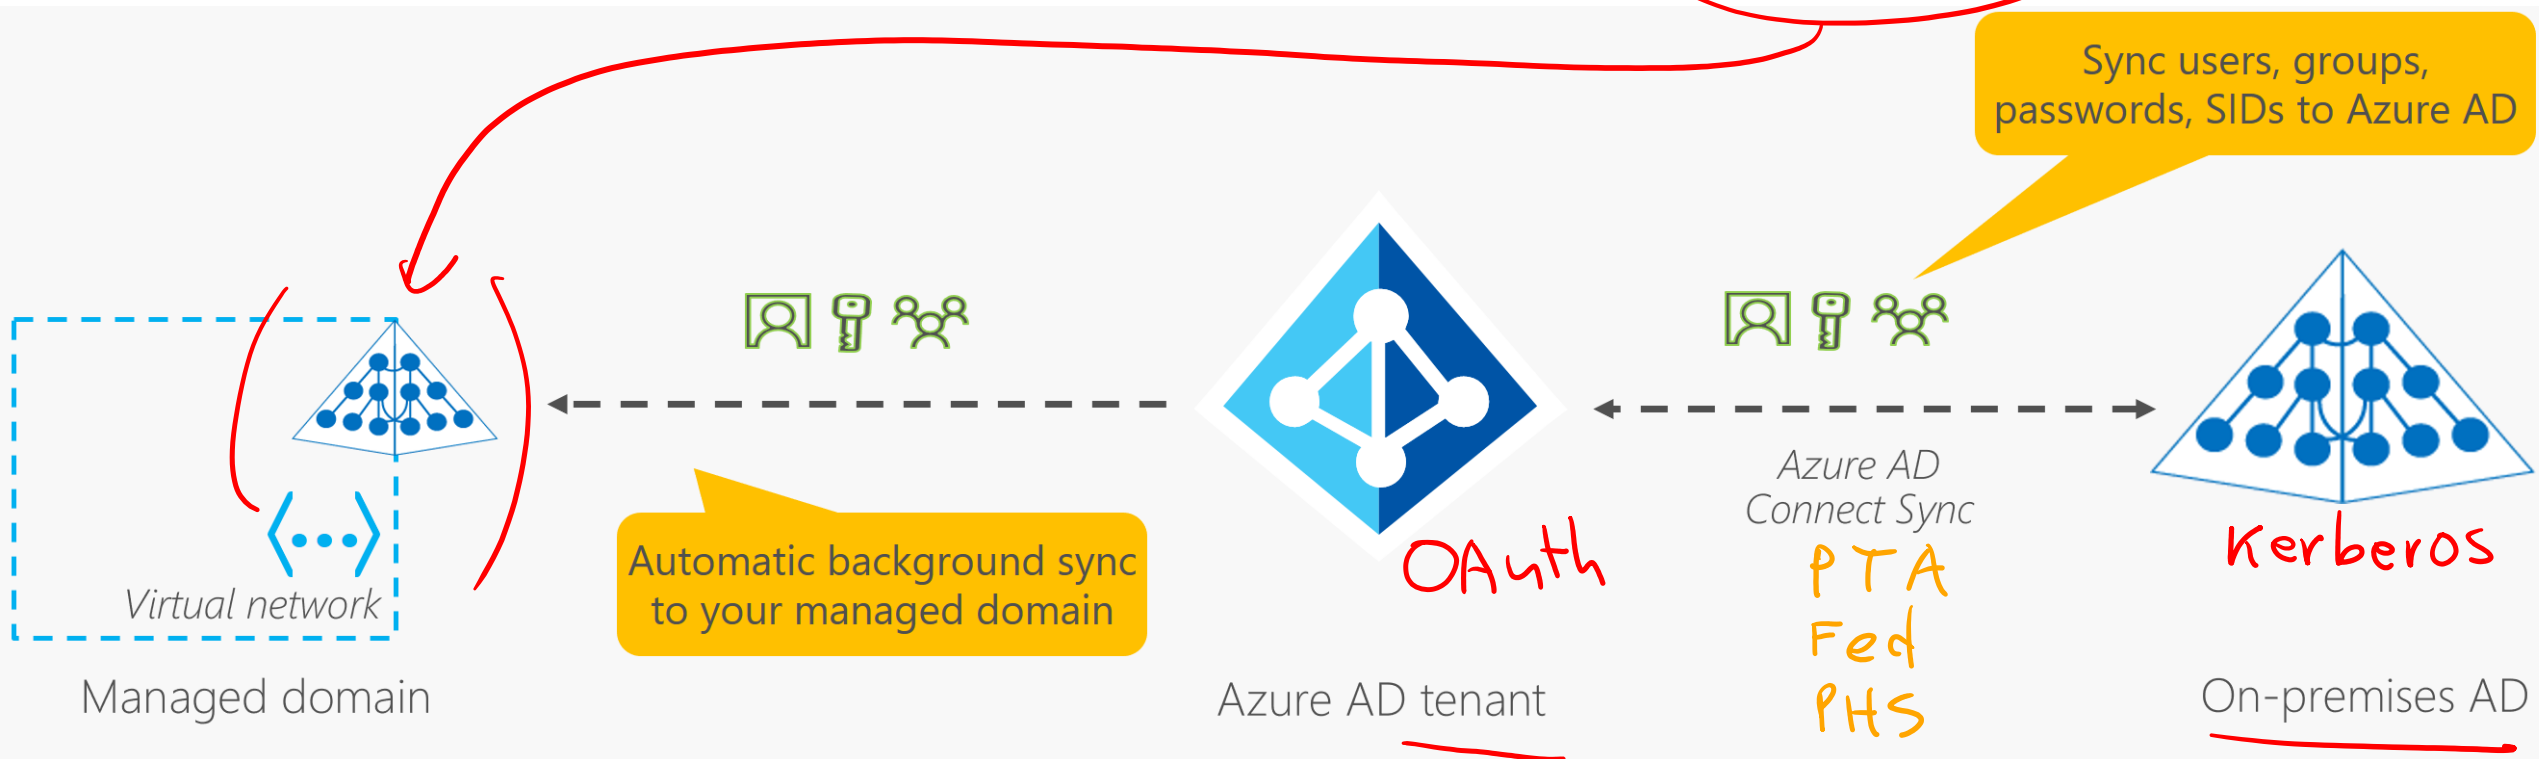 Sync users, groups,
passwords, SIDs to Azure AD
Azure AD
Connect Sync
Automatic background sync
to your managed domain
Virtual network
OAuth
Kerberos
PTA
Fed
PHS
Managed domain
Azure AD tenant
On-premises AD